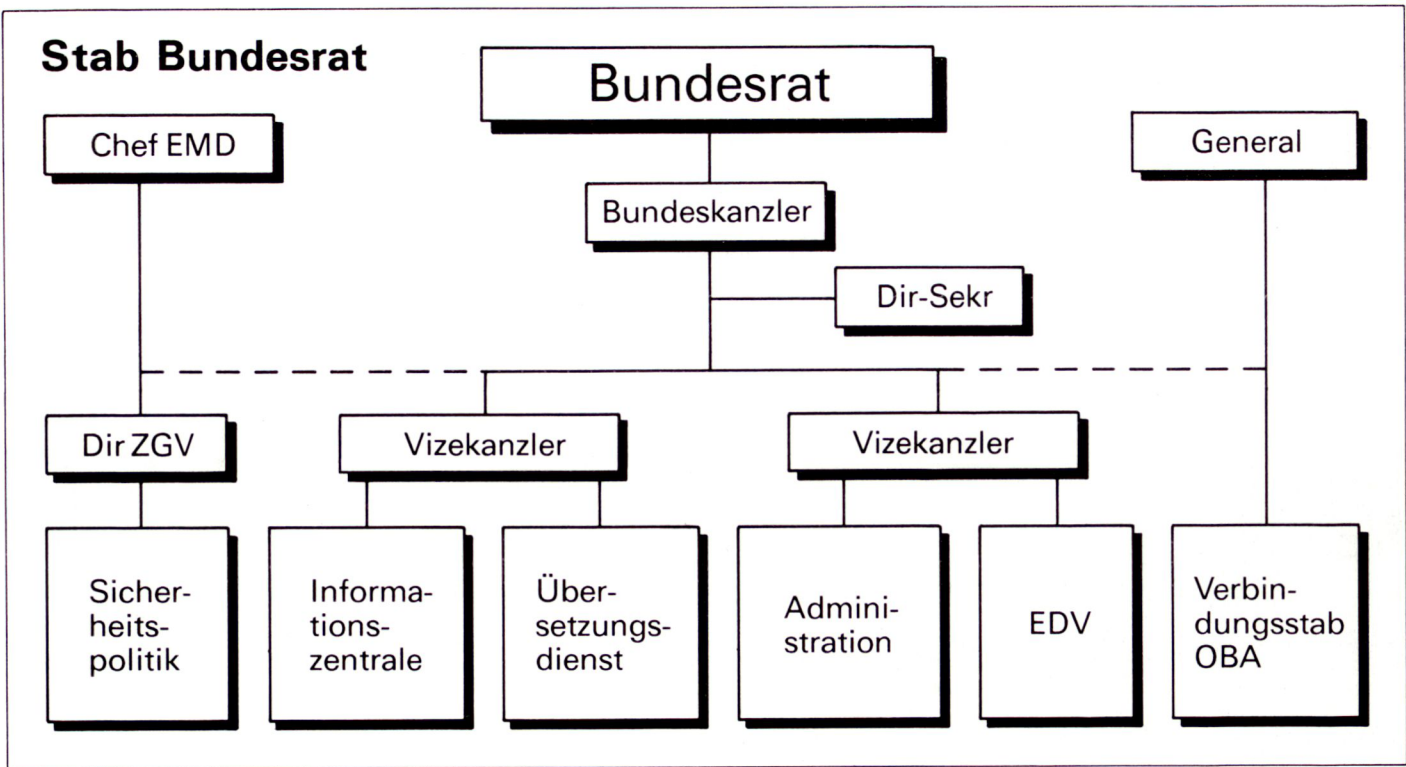 Stab Bundesrat
Bundesrat
Chef EMD
General
Bundeskanzler
Dir-Sekr
Dir ZGV
Vizekanzler
Vizekanzler
Sicher-
heits-
politik
Informa-
tions-
zentrale
Über-
setzungs-
dienst
Admini-
stration
EDV
Verbin-
dungsstab
OBA